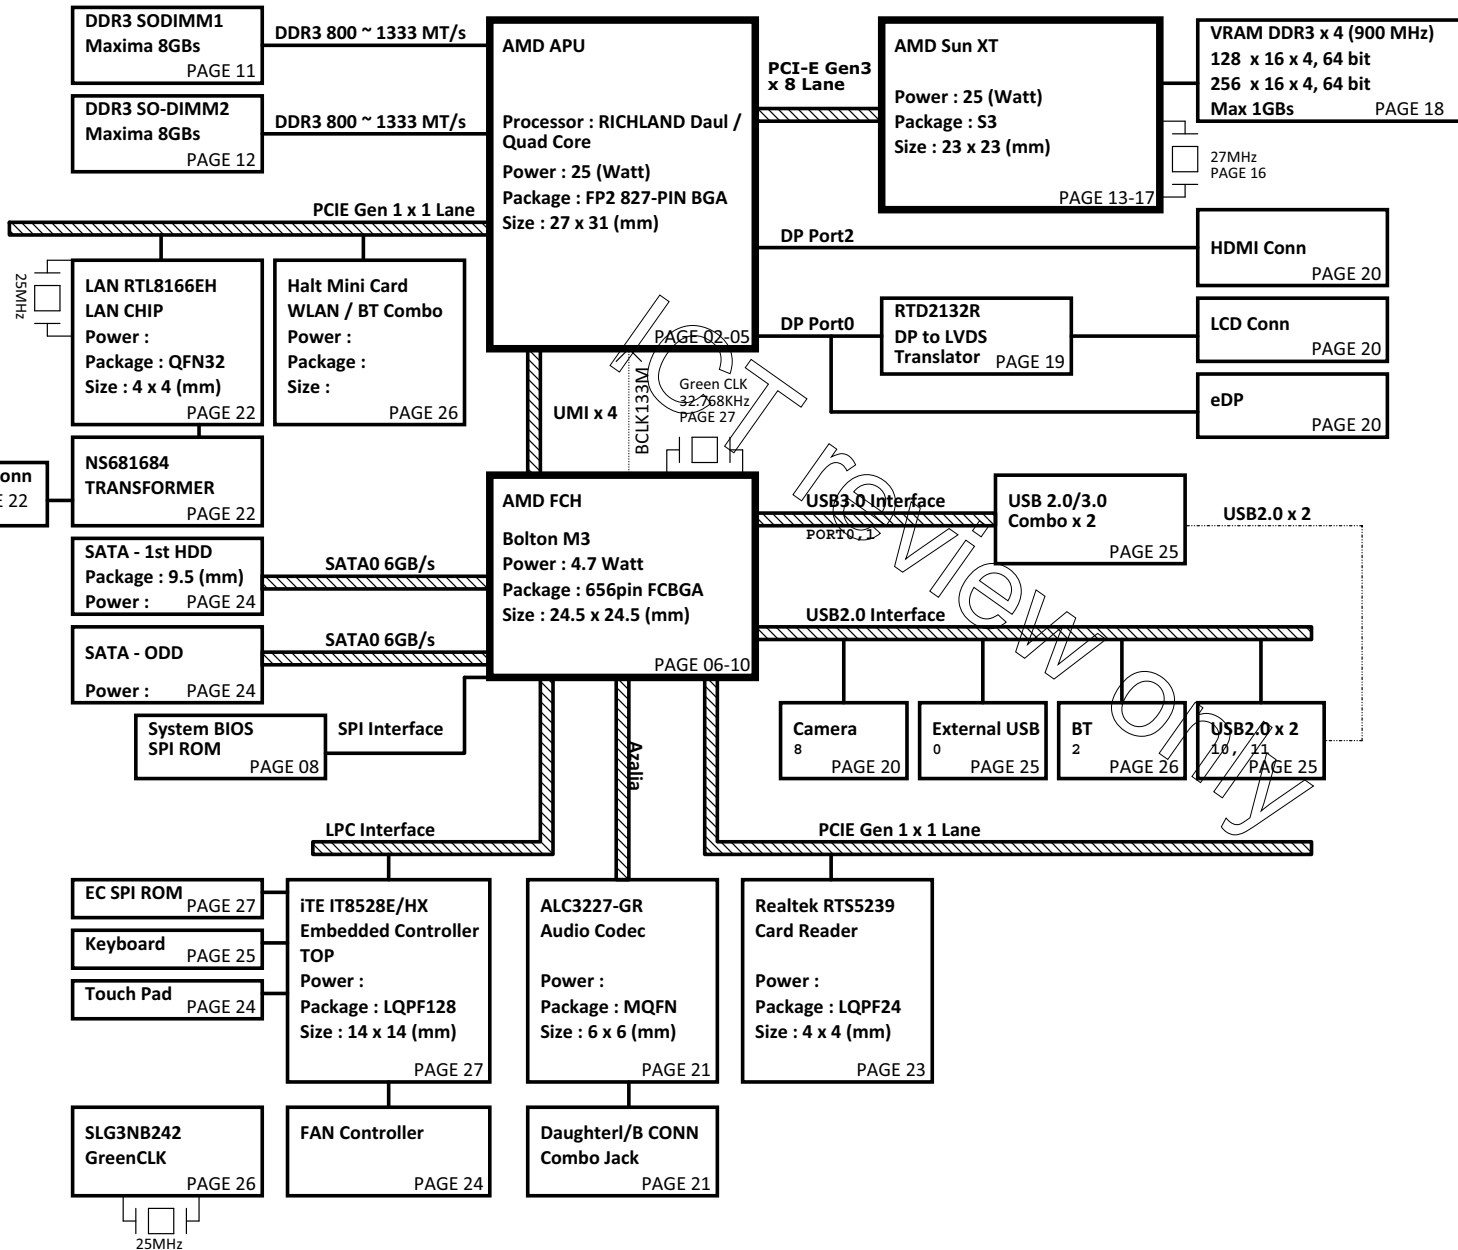 DDR3 SODIMM1
Maxima 8GBs
PAGE 11
DDR3 800 ~ 1333 MT/s
DDR3 SO-DIMM2
Maxima 8GBs
PAGE 12
DDR3 800 ~ 1333 MT/s
AMD APU
Processor : RICHLAND Daul /
Quad Core
Power : 25 (Watt)
Package : FP2 827-PIN BGA
Size : 27 x 31 (mm)
PAGE 02-05
PCI-E Gen3
x 8 Lane
AMD Sun XT
Power : 25 (Watt)
Package : S3
Size : 23 x 23 (mm)
PAGE 13-17
VRAM DDR3 x 4 (900 MHz)
128 x 16 x 4, 64 bit
256 x 16 x 4, 64 bit
Max 1GBs
PAGE 18
27MHz
PAGE 16
PCIE Gen 1 x 1 Lane
25MHz
LAN RTL8166EH
LAN CHIP
Power :
Package : QFN32
Size : 4 x 4 (mm)
PAGE 22
Halt Mini Card
WLAN / BT Combo
Power :
Package :
Size :
PAGE 26
DP Port2
HDMI Conn
PAGE 20
DP Port0
RTD2132R
DP to LVDS
Translator
PAGE 19
LCD Conn
PAGE 20
eDP
PAGE 20
UMI x 4
BCLK133M
Green CLK
32.768KHz
PAGE 27
onn
E 22
NS681684
TRANSFORMER
PAGE 22
SATA - 1st HDD
Package : 9.5 (mm)
Power :
PAGE 24
SATA0 6GB/s
SATA - ODD
Power :
PAGE 24
SATA0 6GB/s
System BIOS
SPI ROM
PAGE 08
SPI Interface
AMD FCH
Bolton M3
Power : 4.7 Watt
Package : 656pin FCBGA
Size : 24.5 x 24.5 (mm)
PAGE 06-10
USB3.0 Interface
PORT0,1
USB 2.0/3.0
Combo x 2
PAGE 25
USB2.0 x 2
USB2.0 Interface
Camera
8
PAGE 20
External USB
0
PAGE 25
BT
2
PAGE 26
USB2.0 x 2
10, 11
PAGE 25
Azalia
LPC Interface
PCIE Gen 1 x 1 Lane
EC SPI ROM
PAGE 27
Keyboard
PAGE 25
Touch Pad
PAGE 24
iTE IT8528E/HX
Embedded Controller
TOP
Power :
Package : LQPF128
Size : 14 x 14 (mm)
PAGE 27
ALC3227-GR
Audio Codec
Power :
Package : MQFN
Size : 6 x 6 (mm)
PAGE 21
Realtek RTS5239
Card Reader
Power :
Package : LQPF24
Size : 4 x 4 (mm)
PAGE 23
SLG3NB242
GreenCLK
PAGE 26
25MHz
FAN Controller
PAGE 24
Daughterl/B CONN
Combo Jack
PAGE 21
ICT review only